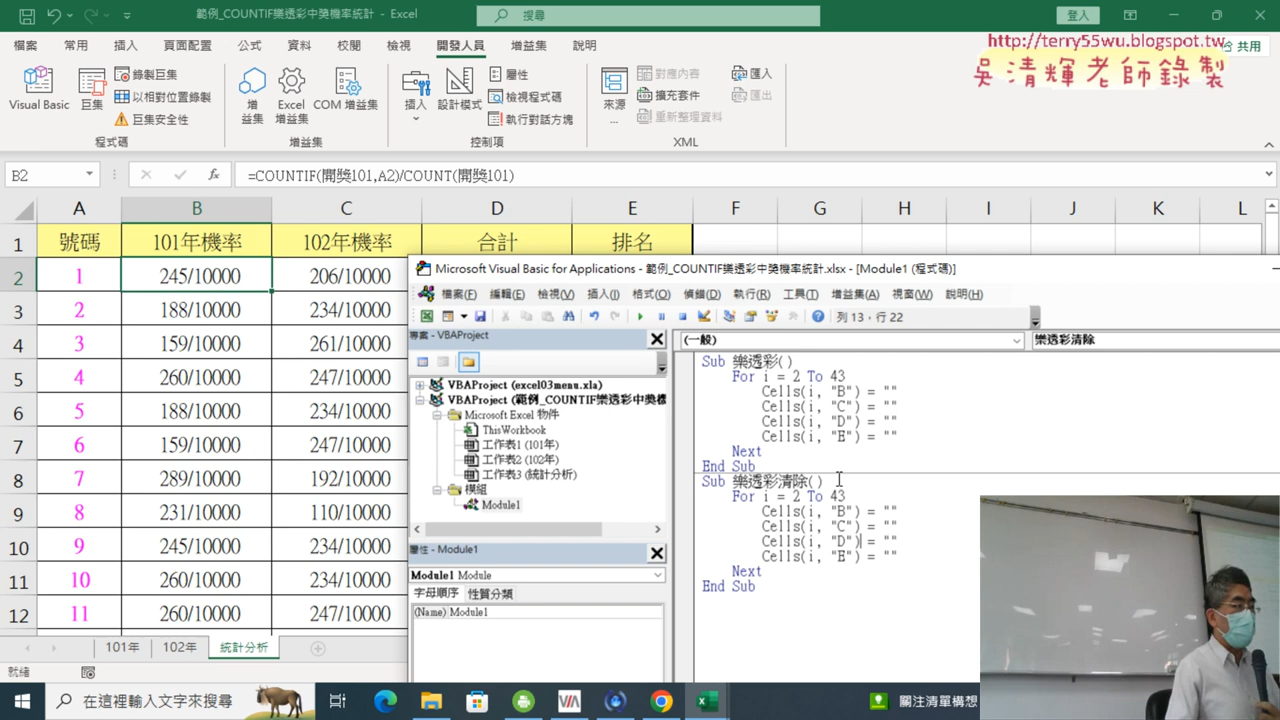 範例_COUNTIF樂透彩中獎機率統計 - Excel
搜尋
登入
檔案 常用 插入 頁面配置 公式 資料 校閱 檢視 開發人員 增益集 說明
共用
http://terry55wu.blogspot.tw
吳清輝老師錄製
Visual Basic
巨集
錄製巨集
以相對位置錄製
巨集安全性
程式碼
增益集
Excel 增益集
COM 增益集
增益集
插入
設計模式
屬性
檢視程式碼
執行對話方塊
控制項
來源
...
對應內容
擴充套件
重新整理資料
匯入
匯出
XML
B2
fx
=COUNTIF(開獎101,A2)/COUNT(開獎101)
A B C D E F G H I J K L
1 號碼 101年機率 102年機率 合計 排名
2 1 245/10000 206/10000
3 2 188/10000 234/10000
4 3 159/10000 261/10000
5 4 260/10000 247/10000
6 5 188/10000 234/10000
7 6 159/10000 247/10000
8 7 289/10000 192/10000
9 8 231/10000 110/10000
10 9 245/10000 234/10000
11 10 260/10000 234/10000
12 11 260/10000 247/10000
101年 102年 統計分析
就緒
Microsoft Visual Basic for Applications - 範例_COUNTIF樂透彩中獎機率統計.xlsx - [Module1 (程式碼)]
檔案(F) 編輯(E) 檢視(V) 插入(I) 格式(O) 偵錯(D) 執行(R) 工具(T) 增益集(A) 視窗(W) 說明(H)
列 13，行 22
專案 - VBAProject
VBAProject (excel03menu.xla)
VBAProject (範例_COUNTIF樂透彩中獎機
Microsoft Excel 物件
ThisWorkbook
工作表1 (101年)
工作表2 (102年)
工作表3 (統計分析)
模組
Module1
屬性 - Module1
Module1 Module
字母順序 性質分類
(Name) Module1
(一般)
樂透彩清除
Sub 樂透彩()
For i = 2 To 43
Cells(i, "B") = ""
Cells(i, "C") = ""
Cells(i, "D") = ""
Cells(i, "E") = ""
Next
End Sub
Sub 樂透彩清除()
For i = 2 To 43
Cells(i, "B") = ""
Cells(i, "C") = ""
Cells(i, "D") = ""
Cells(i, "E") = ""
Next
End Sub
在這裡輸入文字來搜尋
關注清單構想